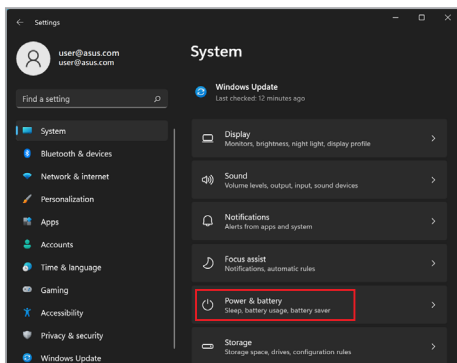 Settings
user@asus.com
user@asus.com
Find a setting
System
Bluetooth & devices
Network & internet
Personalization
Apps
Accounts
Time & language
Gaming
Accessibility
Privacy & security
Windows Update
System
Windows Update
Last checked: 12 minutes ago
Display
Monitors, brightness, night light, display profile
Sound
Volume levels, output, input, sound devices
Notifications
Alerts from apps and system
Focus assist
Notifications, automatic rules
Power & battery
Sleep, battery usage, battery saver
Storage
Storage space, drives, configuration rules